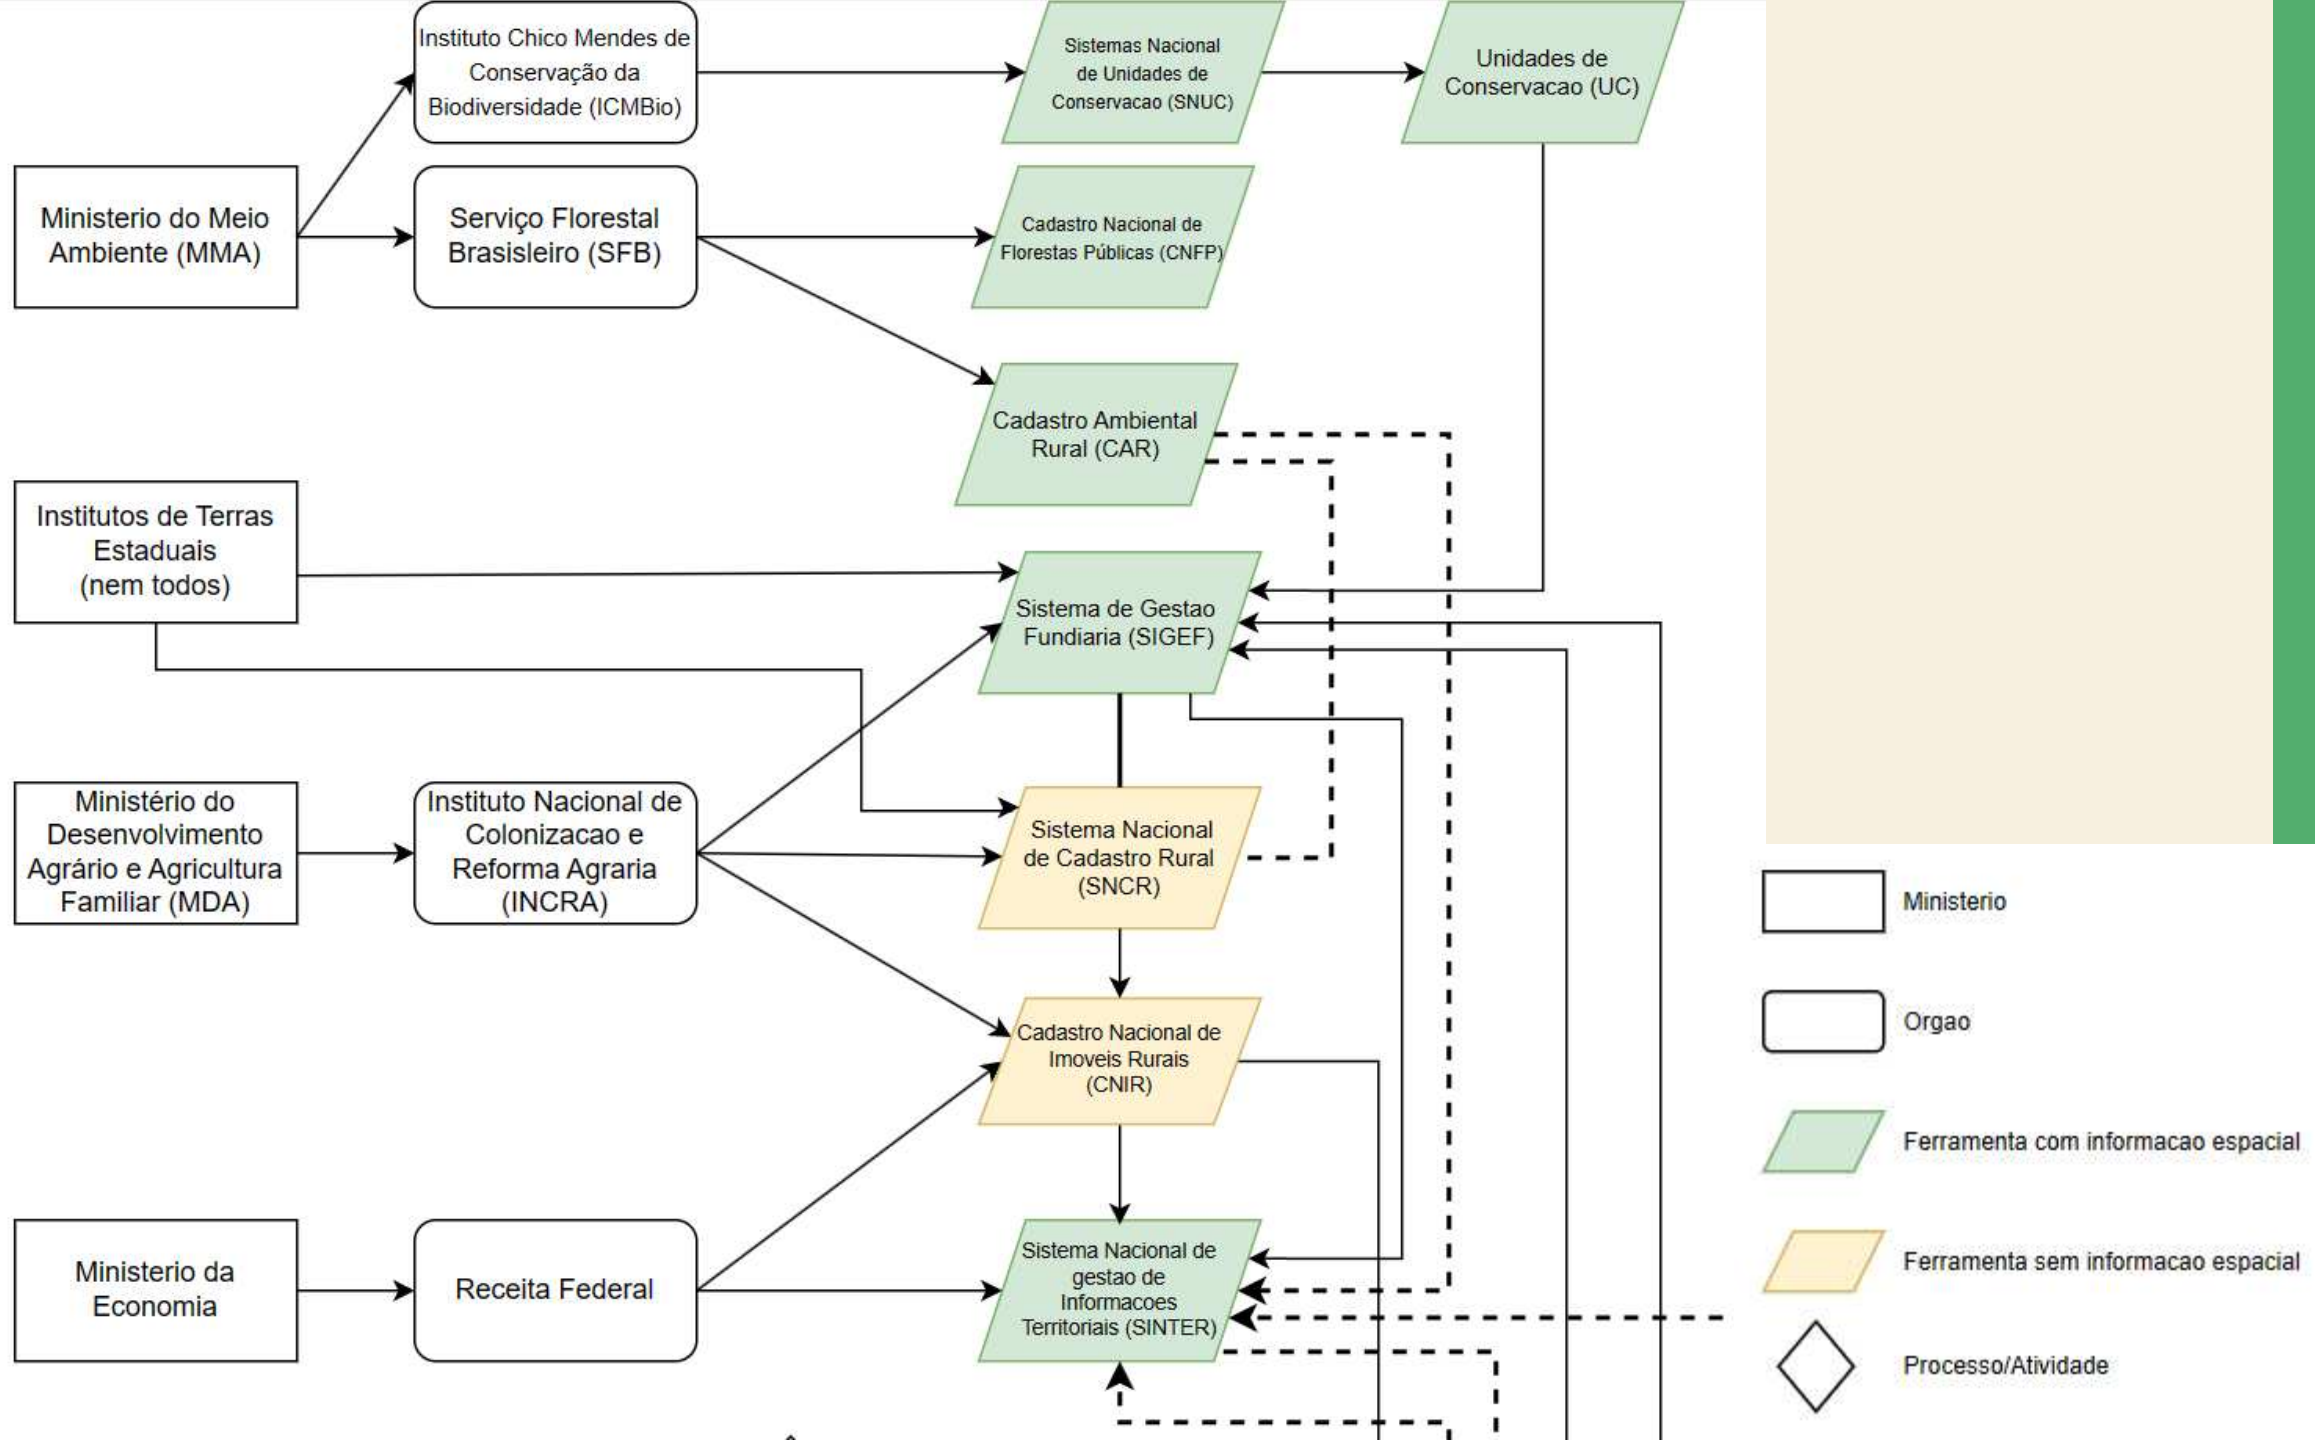 Instituto Chico Mendes de
Conservação da
Biodiversidade (ICMBio)
Sistemas Nacional
de Unidades de
Conservacao (SNUC)
Unidades de
Conservacao (UC)
Ministerio do Meio
Ambiente (MMA)
Serviço Florestal
Brasisleiro (SFB)
Cadastro Nacional de
Florestas Públicas (CNFP)
Cadastro Ambiental
Rural (CAR)
Institutos de Terras
Estaduais
(nem todos)
Sistema de Gestao
Fundiaria (SIGEF)
Ministério do
Desenvolvimento
Agrário e Agricultura
Familiar (MDA)
Instituto Nacional de
Colonizacao e
Reforma Agraria
(INCRA)
Sistema Nacional
de Cadastro Rural
(SNCR)
Cadastro Nacional de
Imoveis Rurais
(CNIR)
Ministerio da
Economia
Receita Federal
Sistema Nacional de
gestao de
Informacoes
Territoriais (SINTER)
Ministerio
Orgao
Ferramenta com informacao espacial
Ferramenta sem informacao espacial
Processo/Atividade